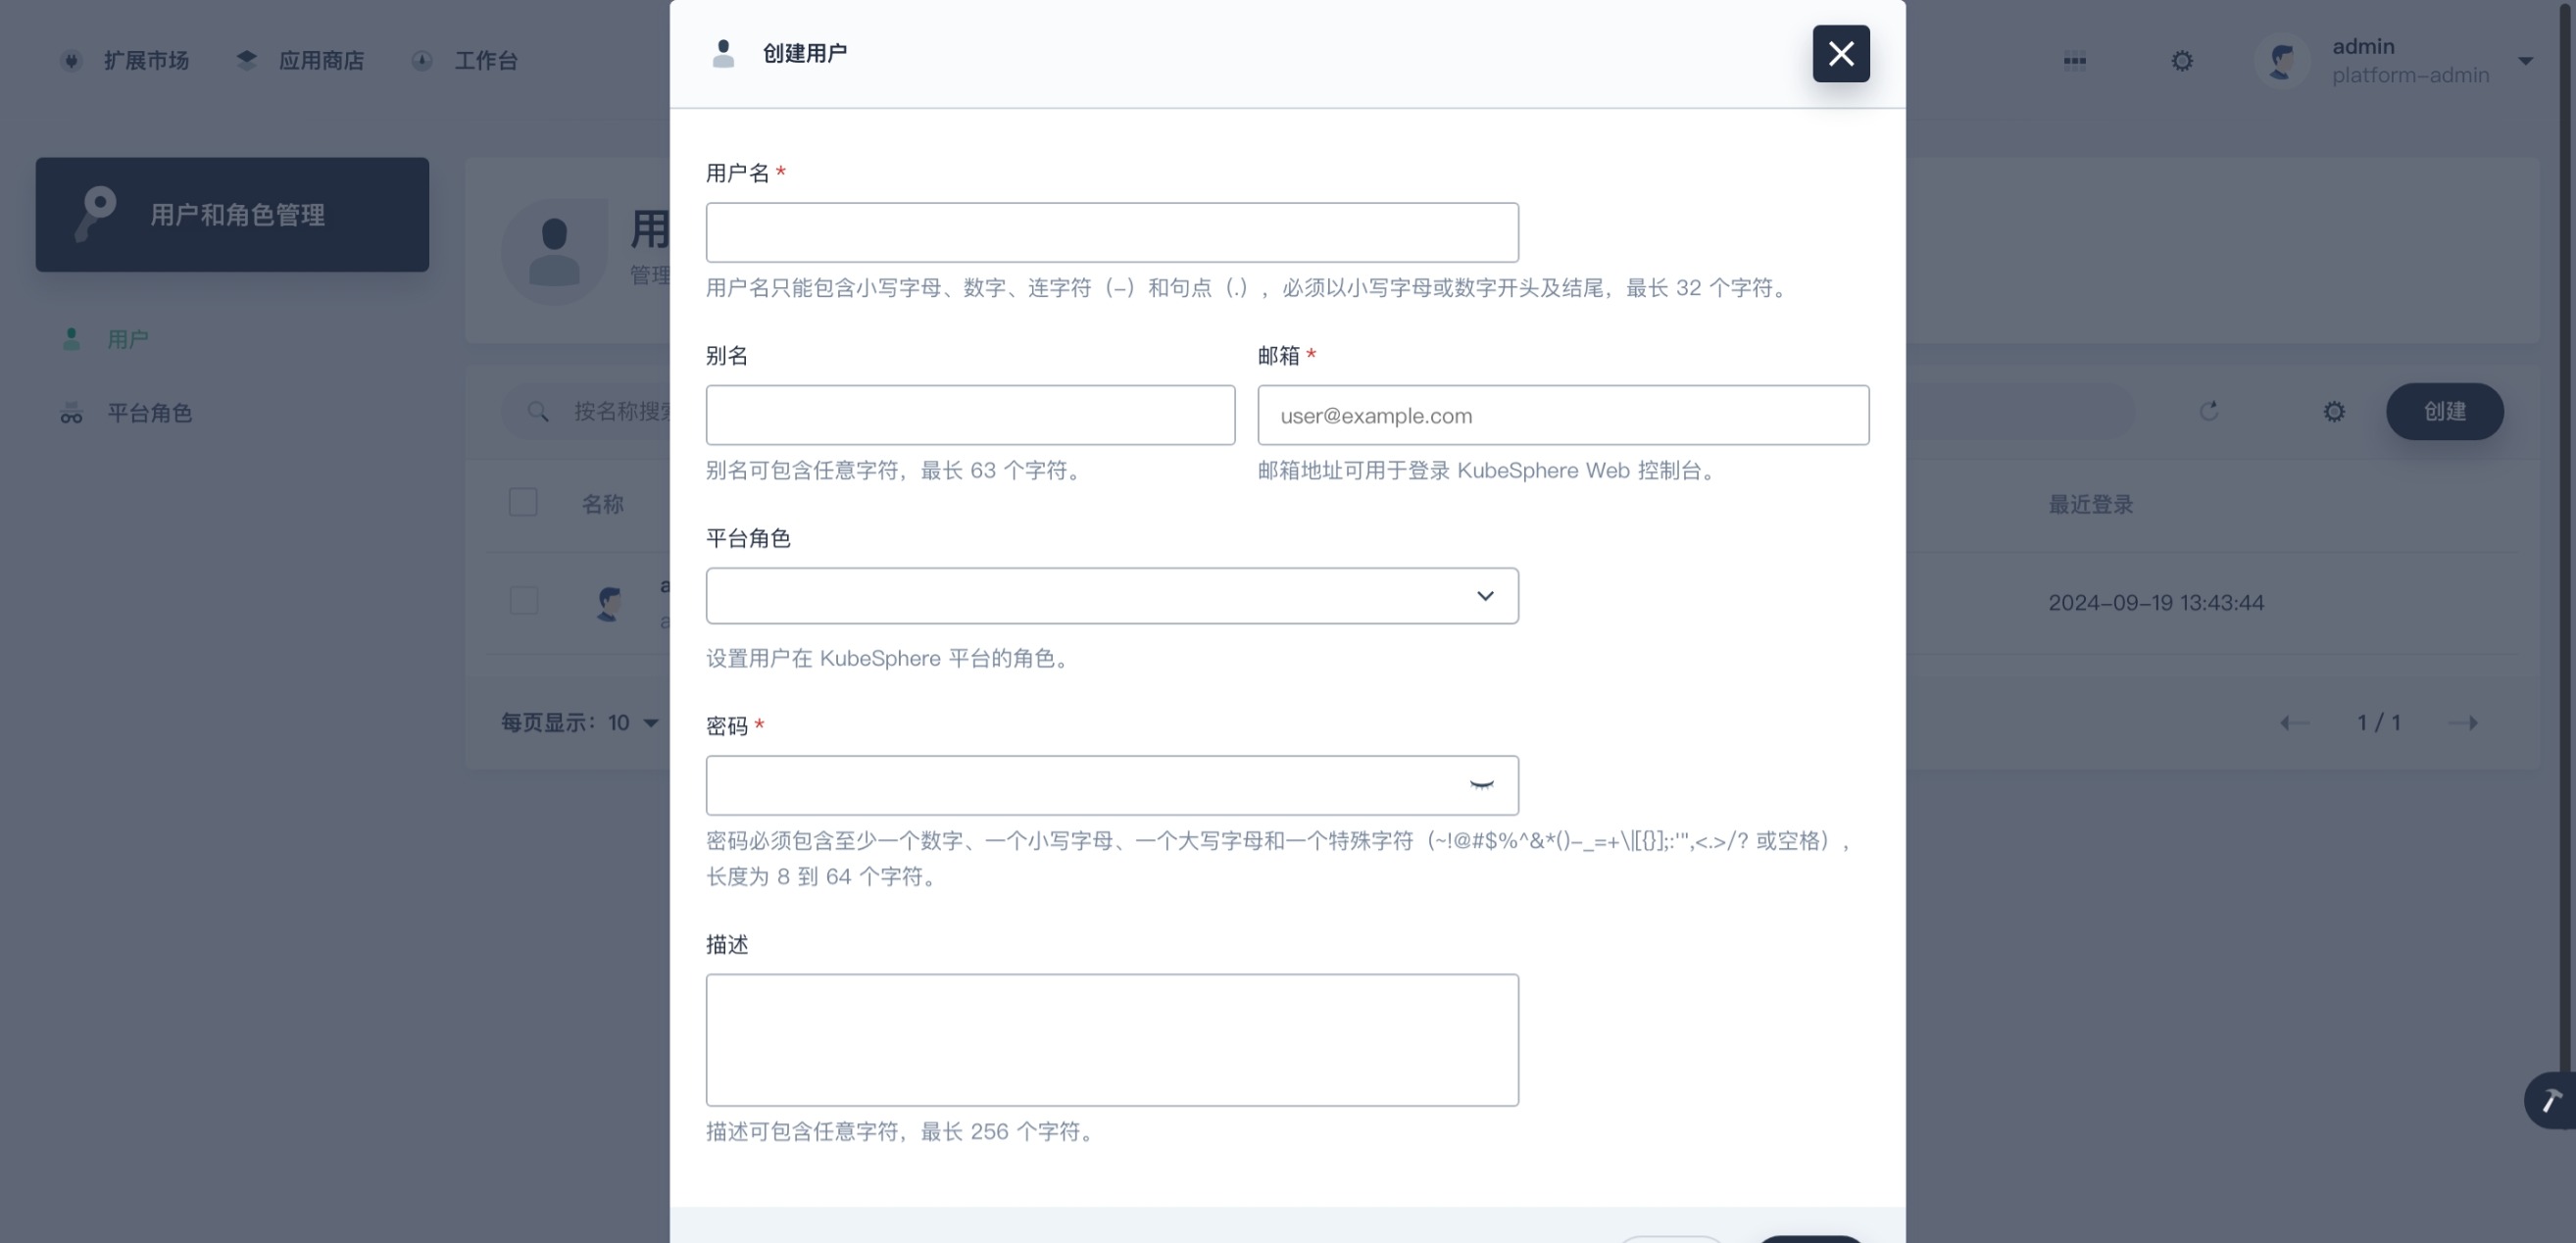 扩展市场
应用商店
工作台
admin
platform-admin
用户和角色管理
用户
平台角色
用
管理
按名称搜索
创建
名称
最近登录
a
a
2024-09-19 13:43:44
每页显示：10
1 / 1
创建用户
用户名 *
用户名只能包含小写字母、数字、连字符（-）和句点（.），必须以小写字母或数字开头及结尾，最长 32 个字符。
别名
别名可包含任意字符，最长 63 个字符。
邮箱 *
user@example.com
邮箱地址可用于登录 KubeSphere Web 控制台。
平台角色
设置用户在 KubeSphere 平台的角色。
密码 *
密码必须包含至少一个数字、一个小写字母、一个大写字母和一个特殊字符（~!@#$%^&*()-_=+\|[{}];:'",<.>/? 或空格），
长度为 8 到 64 个字符。
描述
描述可包含任意字符，最长 256 个字符。